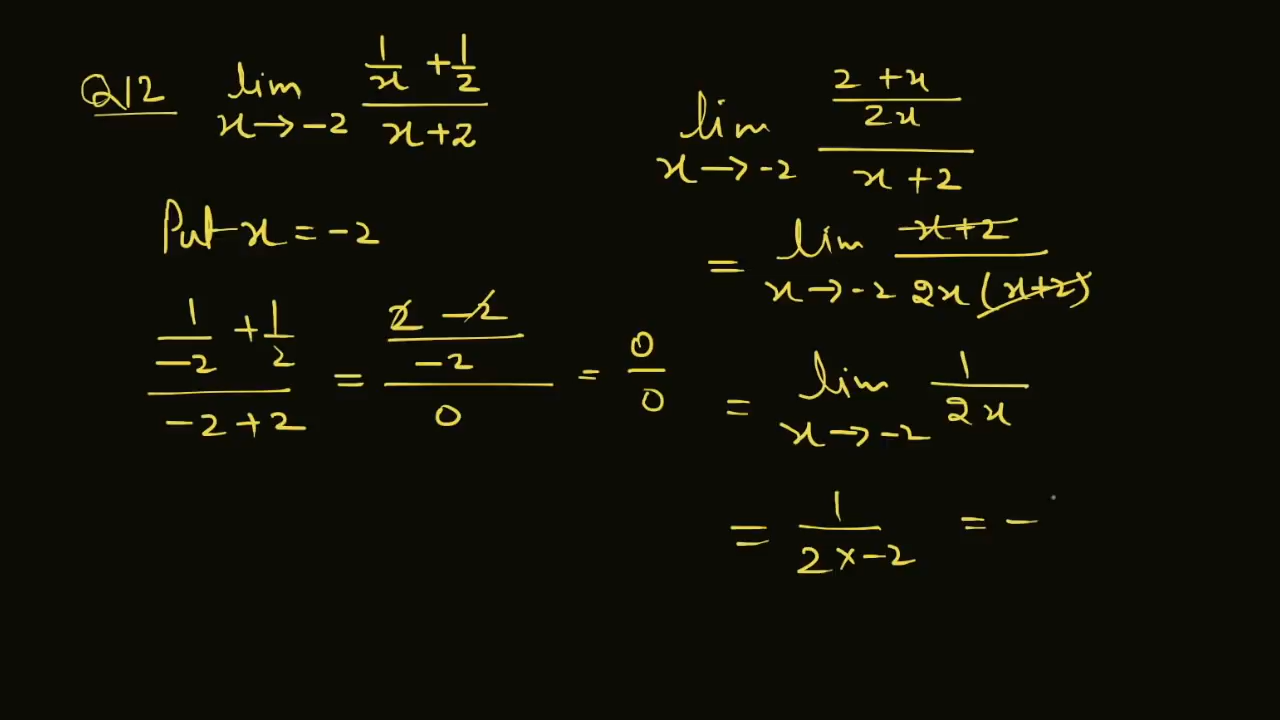 Q12 lim x→-2 (1/x + 1/2)/(x+2)
Put x = -2
(1/-2 + 1/2)/(-2+2) = ((2 - 2)/-2)/0 = 0/0
lim x→-2 ((2+x)/2x)/(x+2)
= lim x→-2 (x+2)/(2x(x+2))
= lim x→-2 1/2x
= 1/(2×-2) = -